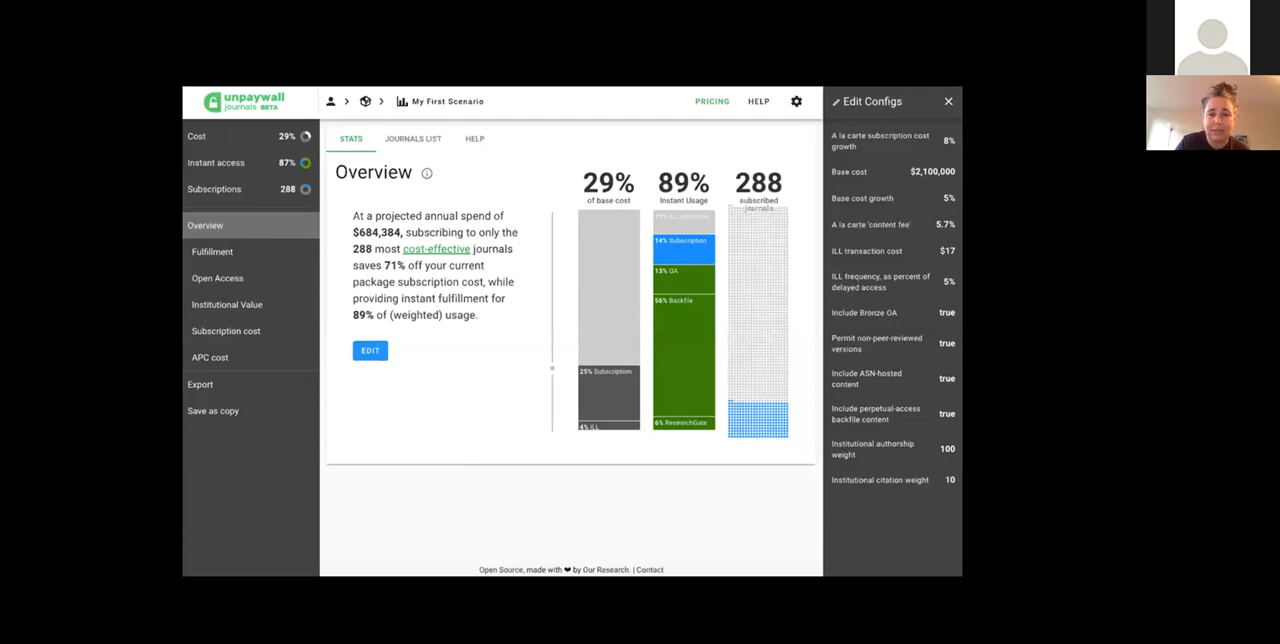 unpaywall
journals BETA
My First Scenario
PRICING
HELP
Edit Configs
Cost 29%
Instant access 87%
Subscriptions 288
Overview
Fulfillment
Open Access
Institutional Value
Subscription cost
APC cost
Export
Save as copy
STATS
JOURNALS LIST
HELP
Overview
At a projected annual spend of
$684,384, subscribing to only the
288 most cost-effective journals
saves 71% off your current
package subscription cost, while
providing instant fulfillment for
89% of (weighted) usage.
EDIT
29%
of base cost
25% Subscription
4% ILL
89%
Instant Usage
14% Subscription
13% OA
56% Backfile
6% ResearchGate
288
subscribed
journals
A la carte subscription cost
growth 8%
Base cost $2,100,000
Base cost growth 5%
A la carte 'content fee' 5.7%
ILL transaction cost $17
ILL frequency, as percent of
delayed access 5%
Include Bronze OA true
Permit non-peer-reviewed
versions true
Include ASN-hosted
content true
Include perpetual-access
backfile content true
Institutional authorship
weight 100
Institutional citation weight 10
Open Source, made with ❤ by Our Research. | Contact